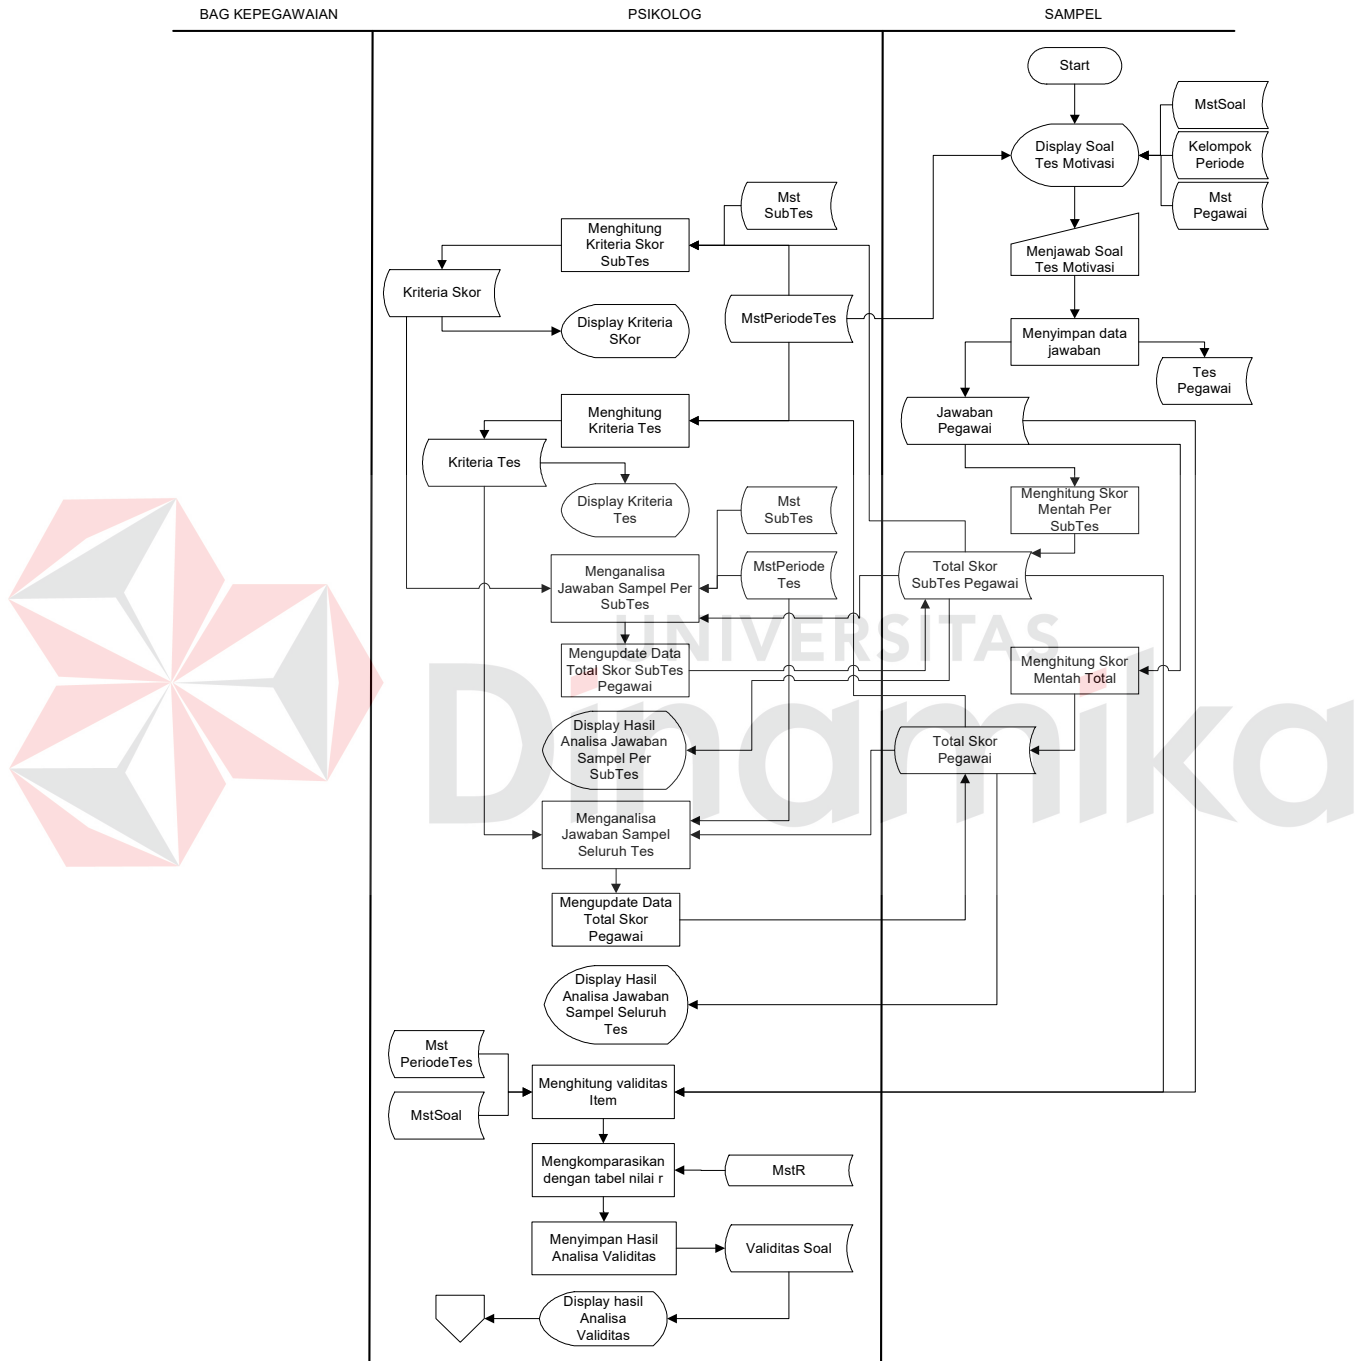 BAG KEPEGAWAIAN
PSIKOLOG
SAMPEL
Start
MstSoal
Display Soal
Tes Motivasi
Kelompok
Periode
Mst
Pegawai
Mst
SubTes
Menghitung
Kriteria Skor
SubTes
Menjawab Soal
Tes Motivasi
Kriteria Skor
Display Kriteria
SKor
MstPeriodeTes
Menyimpan data
jawaban
Tes
Pegawai
Menghitung
Kriteria Tes
Jawaban
Pegawai
Kriteria Tes
Display Kriteria
Tes
Mst
SubTes
Menghitung Skor
Mentah Per
SubTes
Menganalisa
Jawaban Sampel Per
SubTes
MstPeriode
Tes
Total Skor
SubTes Pegawai
UNIVERSITAS
Dinamika
Mengupdate Data
Total Skor SubTes
Pegawai
Menghitung Skor
Mentah Total
Display Hasil
Analisa Jawaban
Sampel Per
SubTes
Total Skor
Pegawai
Menganalisa
Jawaban Sampel
Seluruh Tes
Mengupdate Data
Total Skor
Pegawai
Display Hasil
Analisa Jawaban
Sampel Seluruh
Tes
Mst
PeriodeTes
MstSoal
Menghitung validitas
Item
Mengkomparasikan
dengan tabel nilai r
MstR
Menyimpan Hasil
Analisa Validitas
Validitas Soal
Display hasil
Analisa
Validitas